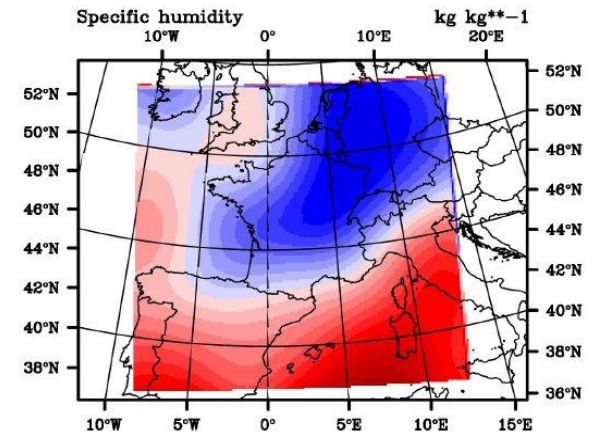 Specific humidity kg kg**−1
10°W 0° 10°E 20°E
52°N 52°N
50°N 50°N
48°N 48°N
46°N 46°N
44°N 44°N
42°N 42°N
40°N 40°N
38°N 38°N
36°N
10°W 5°W 0° 5°E 10°E 15°E